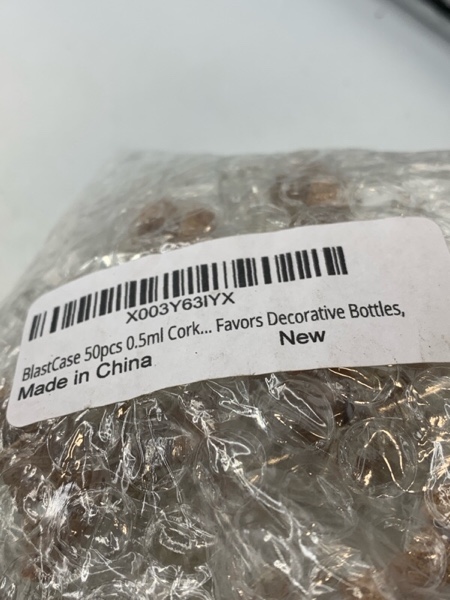 X003Y63IYX
BlastCase 50pcs 0.5ml Cork... Favors Decorative Bottles,
New
Made in China